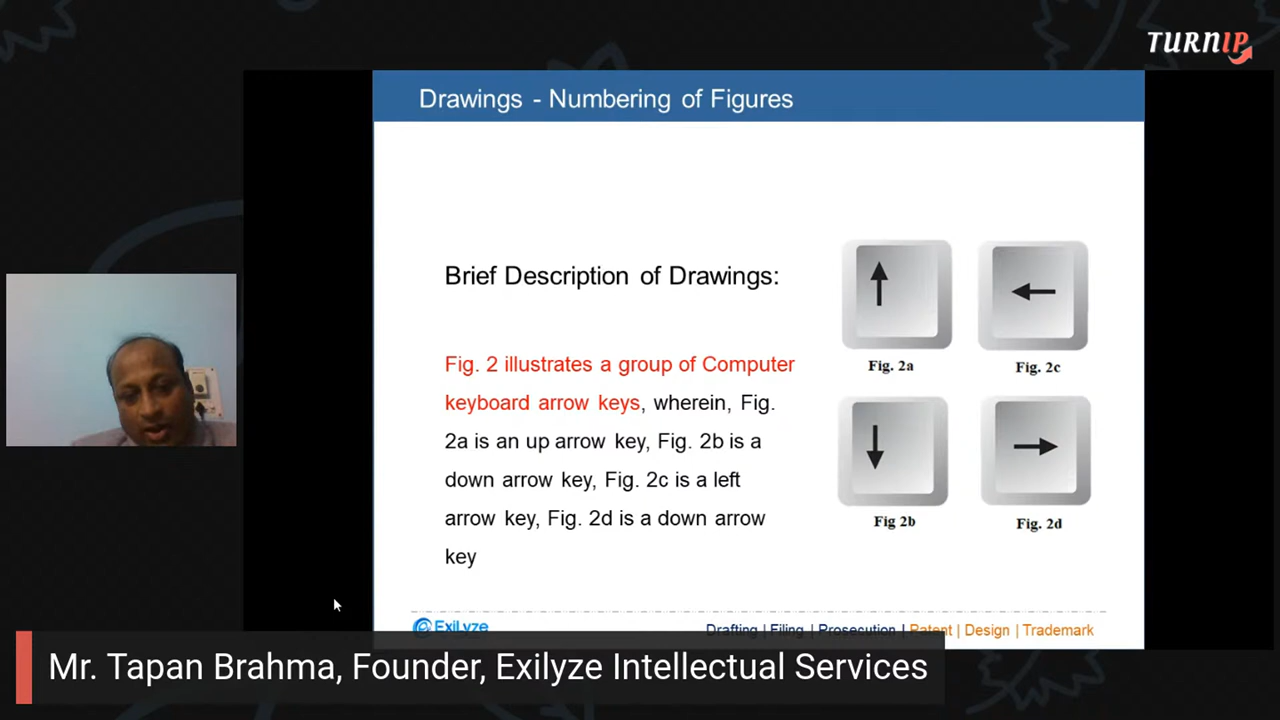 TURNIP
Drawings - Numbering of Figures
Brief Description of Drawings:
Fig. 2 illustrates a group of Computer
keyboard arrow keys, wherein, Fig.
2a is an up arrow key, Fig. 2b is a
down arrow key, Fig. 2c is a left
arrow key, Fig. 2d is a down arrow
key
Fig. 2a
Fig. 2c
Fig 2b
Fig. 2d
ExiLyze
Drafting | Filing | Prosecution | Patent | Design | Trademark
Mr. Tapan Brahma, Founder, Exilyze Intellectual Services